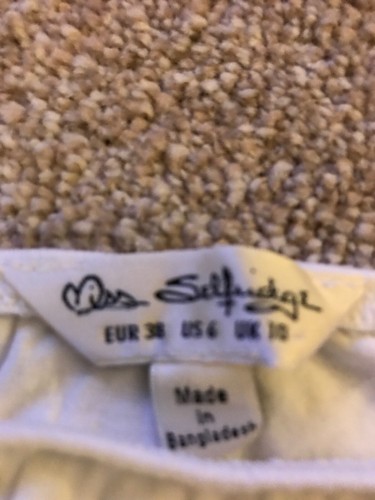 Miss Selfridge
EUR 38 US 6 UK 10
Made
in
Bangladesh